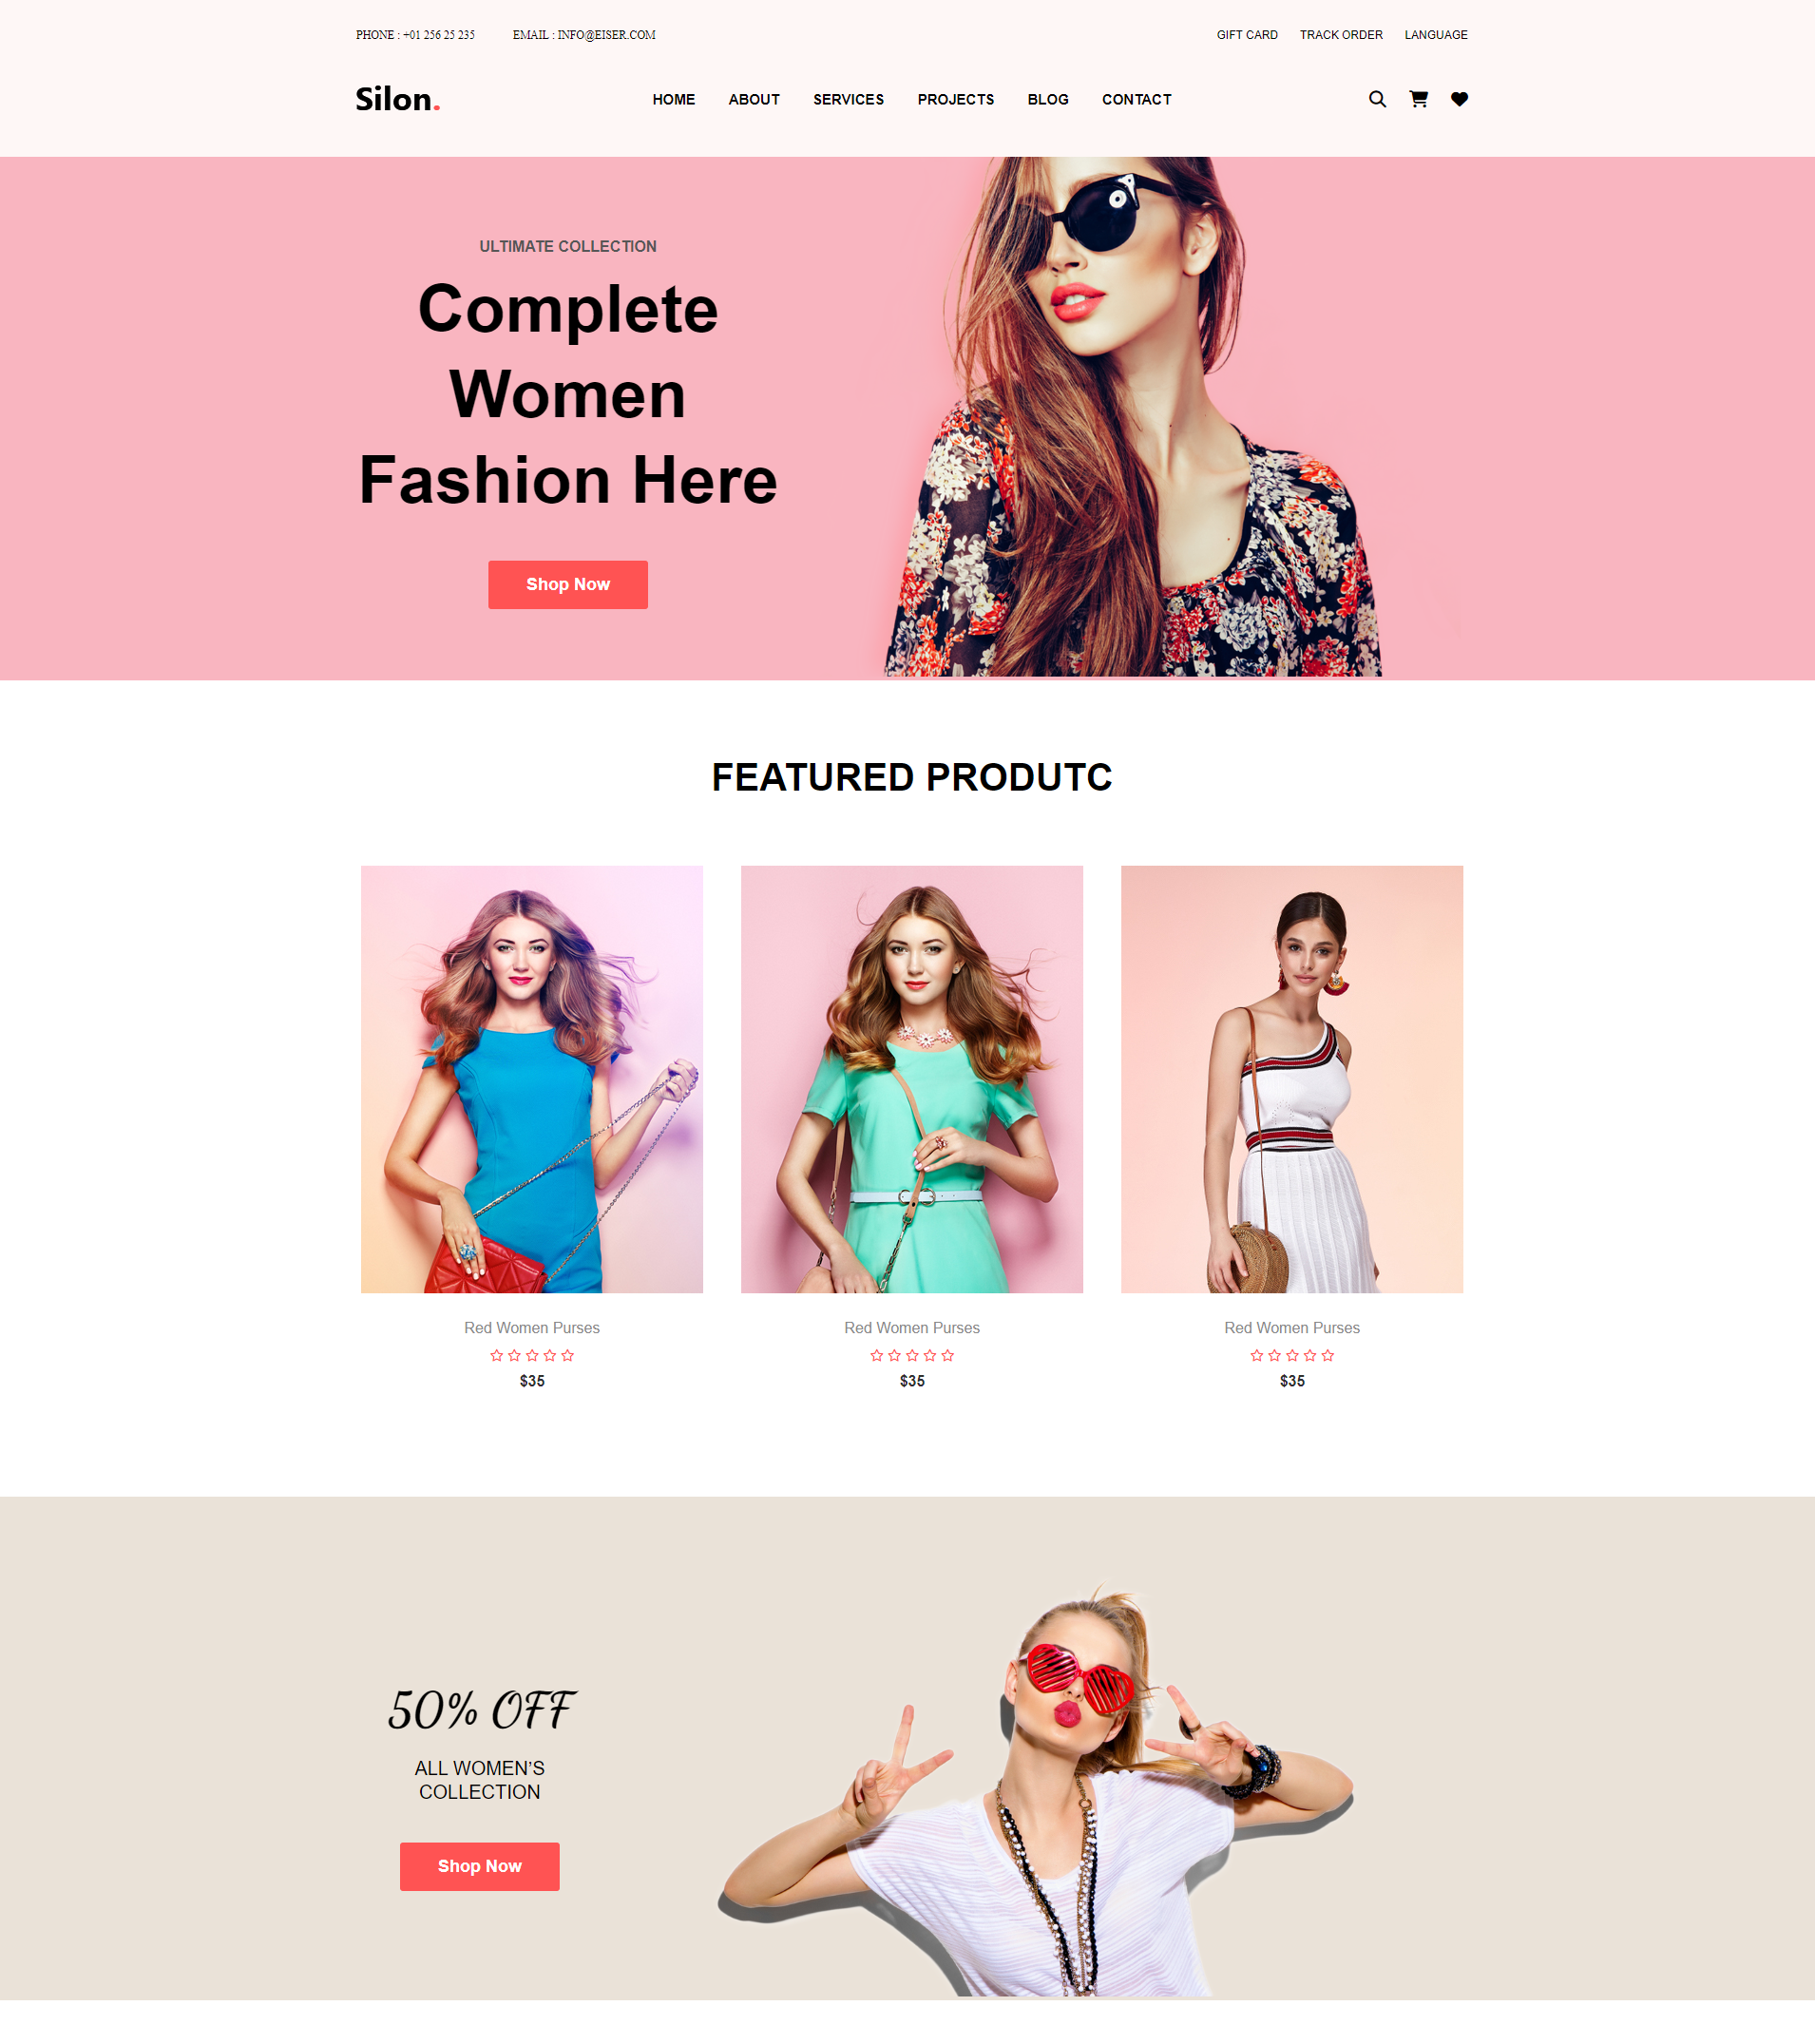 PHONE : +01 256 25 235 EMAIL : INFO@EISER.COM GIFT CARD TRACK ORDER LANGUAGE
Silon. HOME ABOUT SERVICES PROJECTS BLOG CONTACT
ULTIMATE COLLECTION
Complete
Women
Fashion Here
Shop Now
FEATURED PRODUTC
Red Women Purses Red Women Purses Red Women Purses
$35 $35 $35
50% OFF
ALL WOMEN’S
COLLECTION
Shop Now